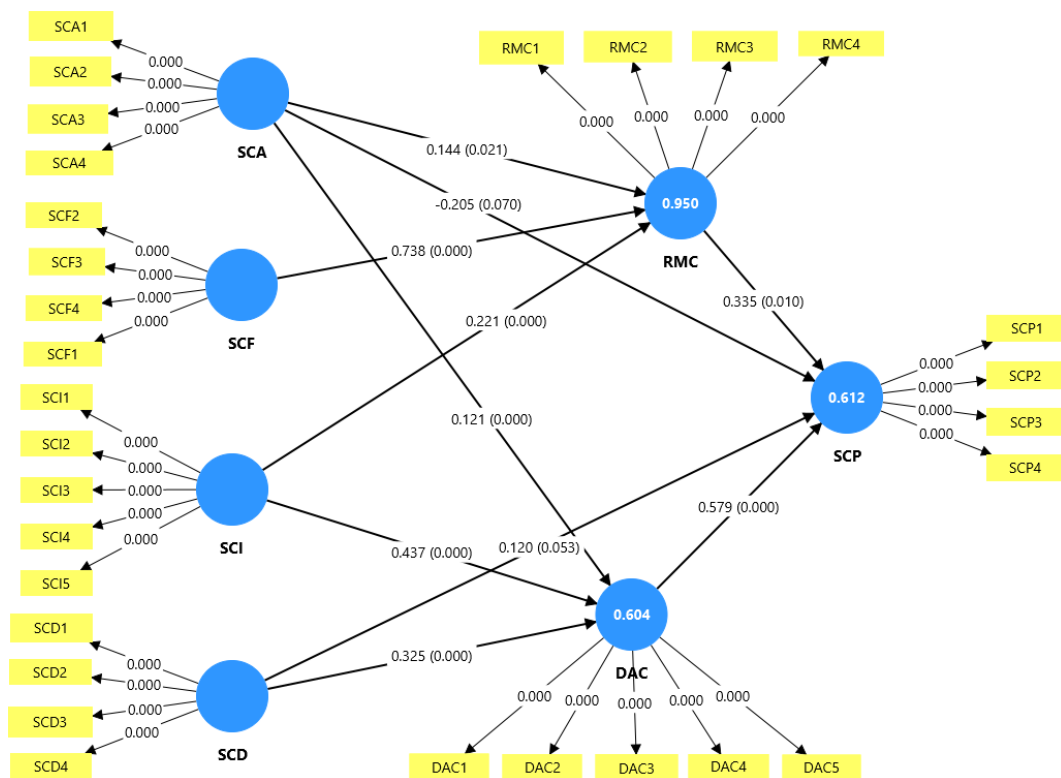 SCA1
SCA2
SCA3
SCA4
0.000
0.000
0.000
0.000
SCA
RMC1
RMC2
RMC3
RMC4
0.000
0.000
0.000
0.000
0.950
RMC
0.144 (0.021)
-0.205 (0.070)
SCF2
SCF3
SCF4
SCF1
0.000
0.000
0.000
0.000
SCF
0.738 (0.000)
0.335 (0.010)
0.221 (0.000)
SCP1
SCP2
SCP3
SCP4
0.000
0.000
0.000
0.000
0.612
SCP
SCI1
SCI2
SCI3
SCI4
SCI5
0.000
0.000
0.000
0.000
0.000
SCI
0.121 (0.000)
0.579 (0.000)
0.437 (0.000)
0.120 (0.053)
SCD1
SCD2
SCD3
SCD4
0.000
0.000
0.000
0.000
SCD
0.325 (0.000)
0.604
DAC
0.000
0.000
0.000
0.000
0.000
DAC1
DAC2
DAC3
DAC4
DAC5